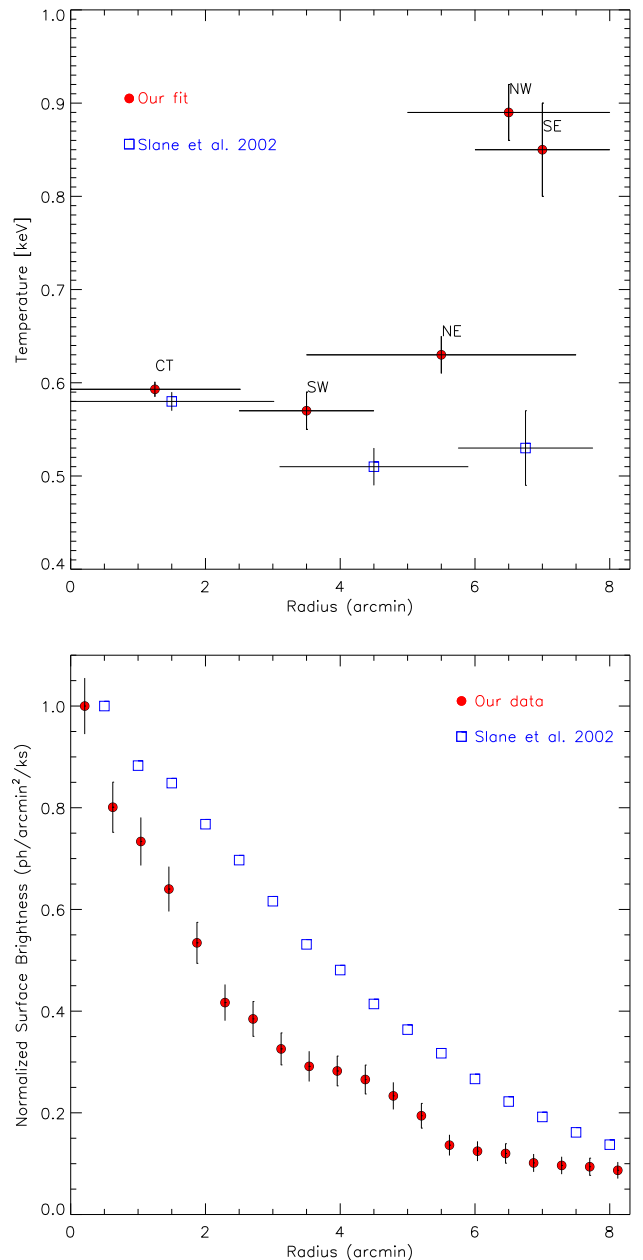 1.0
0.9
0.8
0.7
0.6
0.5
0.4
Temperature [keV]
Our fit
Slane et al. 2002
NW
SE
NE
CT
SW
0 2 4 6 8
Radius (arcmin)
1.0
0.8
0.6
0.4
0.2
0.0
Normalized Surface Brightness (ph/arcmin²/ks)
Our data
Slane et al. 2002
0 2 4 6 8
Radius (arcmin)